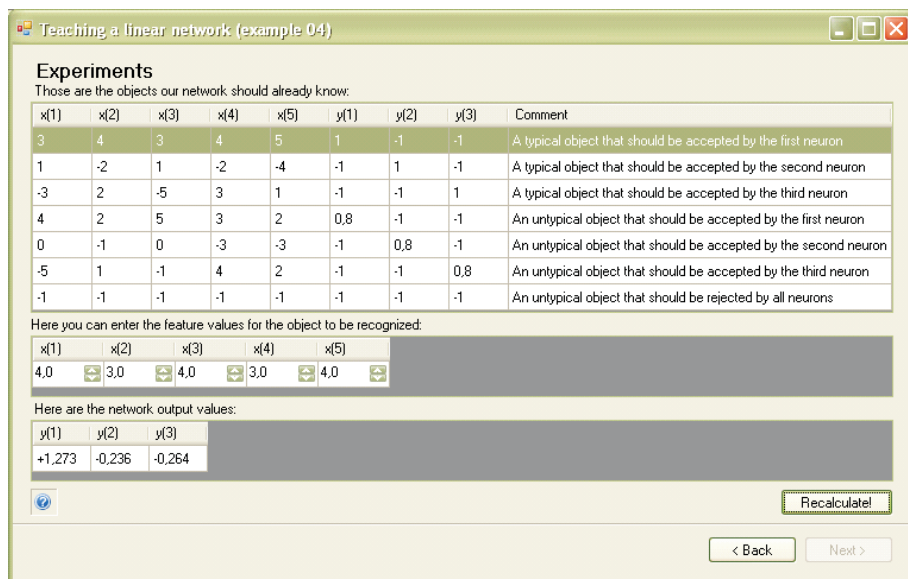 Teaching a linear network (example 04)
Experiments
Those are the objects our network should already know:
x(1) x(2) x(3) x(4) x(5) y(1) y(2) y(3) Comment
3 4 3 4 5 1 -1 -1 A typical object that should be accepted by the first neuron
1 -2 1 -2 -4 -1 1 -1 A typical object that should be accepted by the second neuron
-3 2 -5 3 1 -1 -1 1 A typical object that should be accepted by the third neuron
4 2 5 3 2 0,8 -1 -1 An untypical object that should be accepted by the first neuron
0 -1 0 -3 -3 -1 0,8 -1 An untypical object that should be accepted by the second neuron
-5 1 -1 4 2 -1 -1 0,8 An untypical object that should be accepted by the third neuron
-1 -1 -1 -1 -1 -1 -1 -1 An untypical object that should be rejected by all neurons
Here you can enter the feature values for the object to be recognized:
x(1) x(2) x(3) x(4) x(5)
4,0 3,0 4,0 3,0 4,0
Here are the network output values:
y(1) y(2) y(3)
+1,273 -0,236 -0,264
?
Recalculate!
< Back Next >